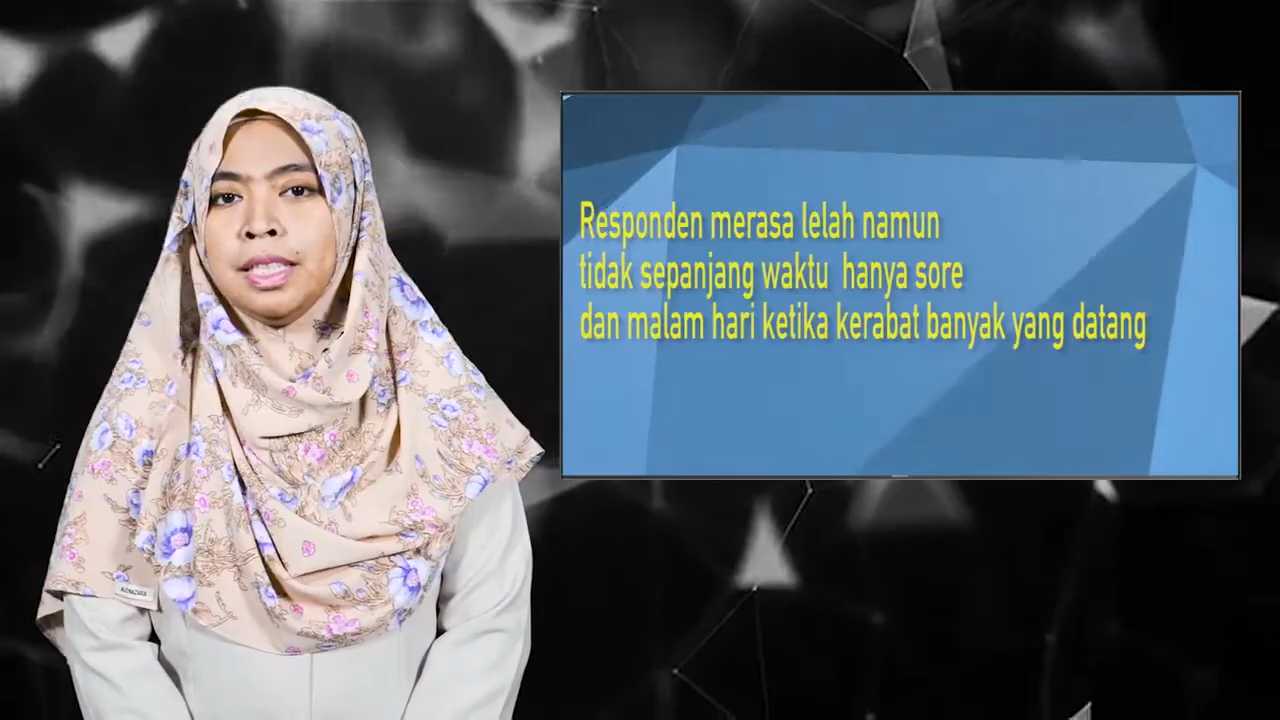 Responden merasa lelah namun
tidak sepanjang waktu hanya sore
dan malam hari ketika kerabat banyak yang datang